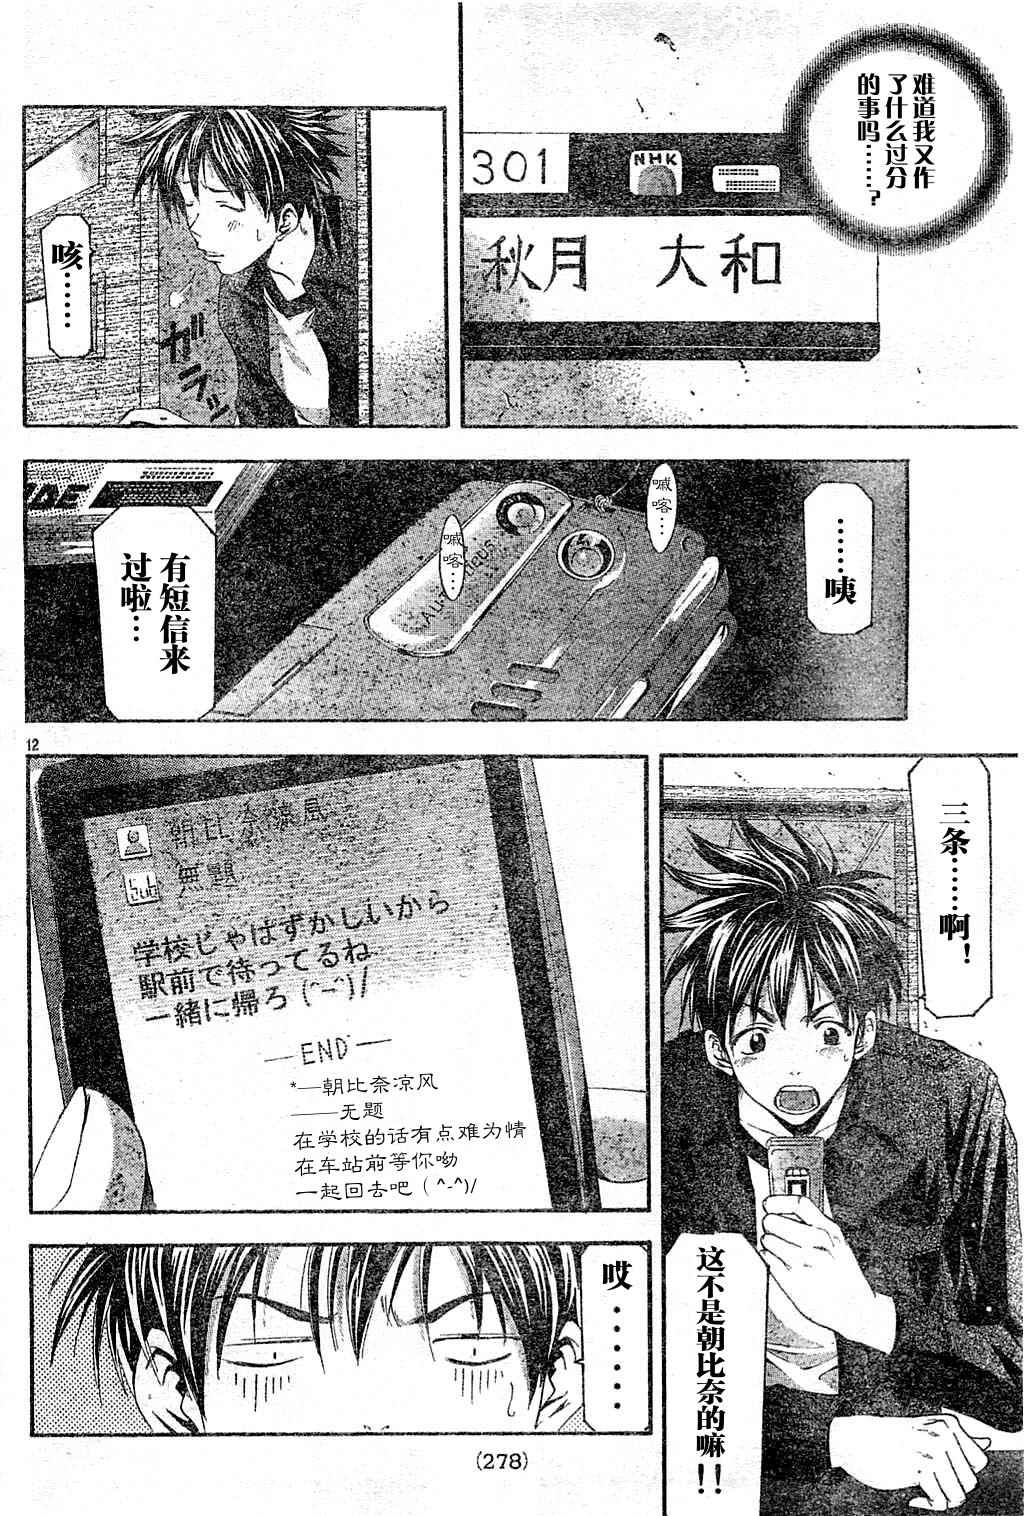 难道我又作
了什么过分
的事吗……?
301
NHK
秋月 大和
咳……
ガラッ
……咦
嘁喀…
嘁喀…
有短信来
过啦…
12
三条……啊!
这不是朝比奈的嘛!!
朝比奈涼風
Sub
無題
学校じゃはずかしいから
駅前で待ってるね
一緒に帰ろ (^-^)/
—END—
*—朝比奈凉风
——无题
在学校的话有点难为情
在车站前等你呦
一起回去吧 ( ^-^)/
哎……
(278)